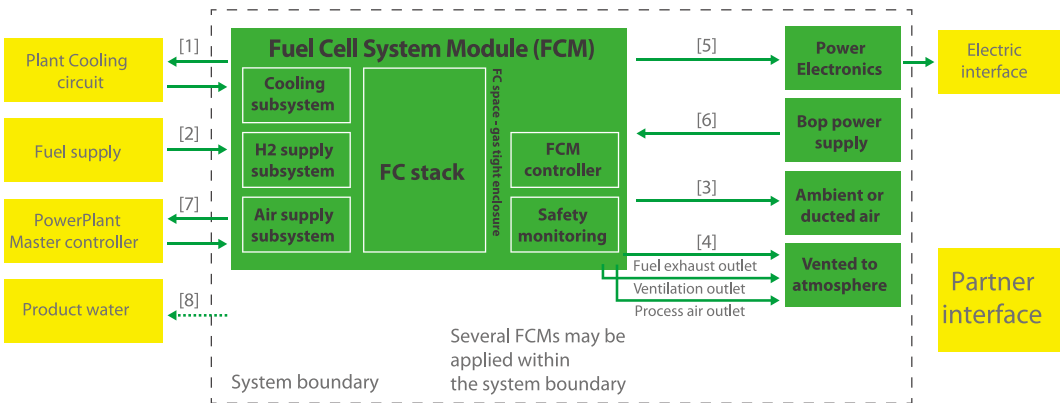 Plant Cooling
circuit
Fuel supply
PowerPlant
Master controller
Product water
[1]
[2]
[7]
[8]
Fuel Cell System Module (FCM)
Cooling
subsystem
H2 supply
subsystem
Air supply
subsystem
FC stack
FC space - gas tight enclosure
FCM
controller
Safety
monitoring
[5]
[6]
[3]
[4]
Fuel exhaust outlet
Ventilation outlet
Process air outlet
Power
Electronics
Bop power
supply
Ambient or
ducted air
Vented to
atmosphere
Electric
interface
Partner
interface
Several FCMs may be
applied within
the system boundary
System boundary